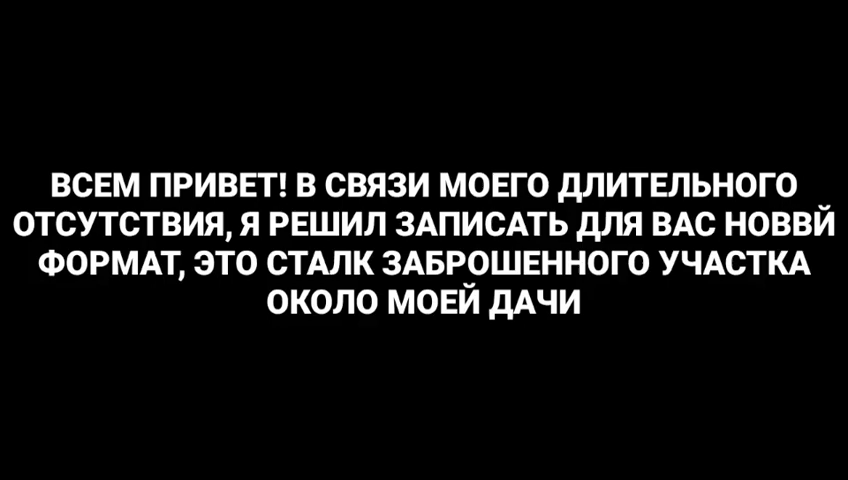 ВСЕМ ПРИВЕТ! В СВЯЗИ МОЕГО ДЛИТЕЛЬНОГО
ОТСУТСТВИЯ, Я РЕШИЛ ЗАПИСАТЬ ДЛЯ ВАС НОВВЙ
ФОРМАТ, ЭТО СТАЛК ЗАБРОШЕННОГО УЧАСТКА
ОКОЛО МОЕЙ ДАЧИ